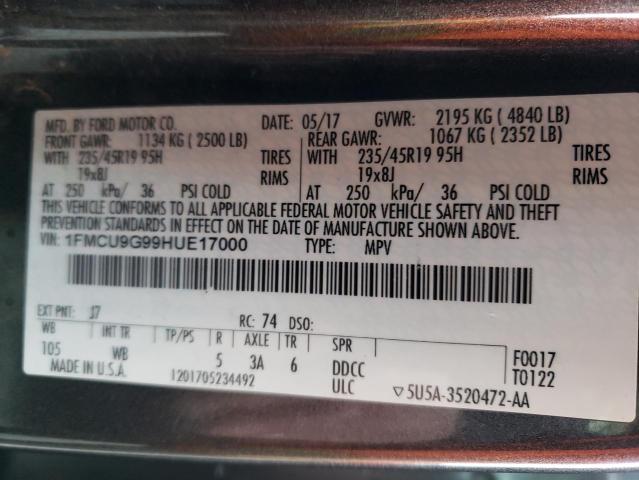 MFD. BY FORD MOTOR CO. DATE: 05/17 GVWR: 2195 KG ( 4840 LB)
FRONT GAWR: 1134 KG ( 2500 LB) REAR GAWR: 1067 KG ( 2352 LB)
WITH 235/45R19 95H TIRES WITH 235/45R19 95H TIRES
19x8J RIMS 19x8J RIMS
AT 250 kPa/ 36 PSI COLD AT 250 kPa/ 36 PSI COLD
THIS VEHICLE CONFORMS TO ALL APPLICABLE FEDERAL MOTOR VEHICLE SAFETY AND THEFT
PREVENTION STANDARDS IN EFFECT ON THE DATE OF MANUFACTURE SHOWN ABOVE.
VIN: 1FMCU9G99HUE17000 TYPE: MPV
EXT PNT: J7 RC: 74 DSO:
WB INT TR TP/PS R AXLE TR SPR
105 WB 5 3A 6 DDCC F0017
MADE IN U.S.A. 1201705234492 ULC ▽5U5A-3520472-AA T0122